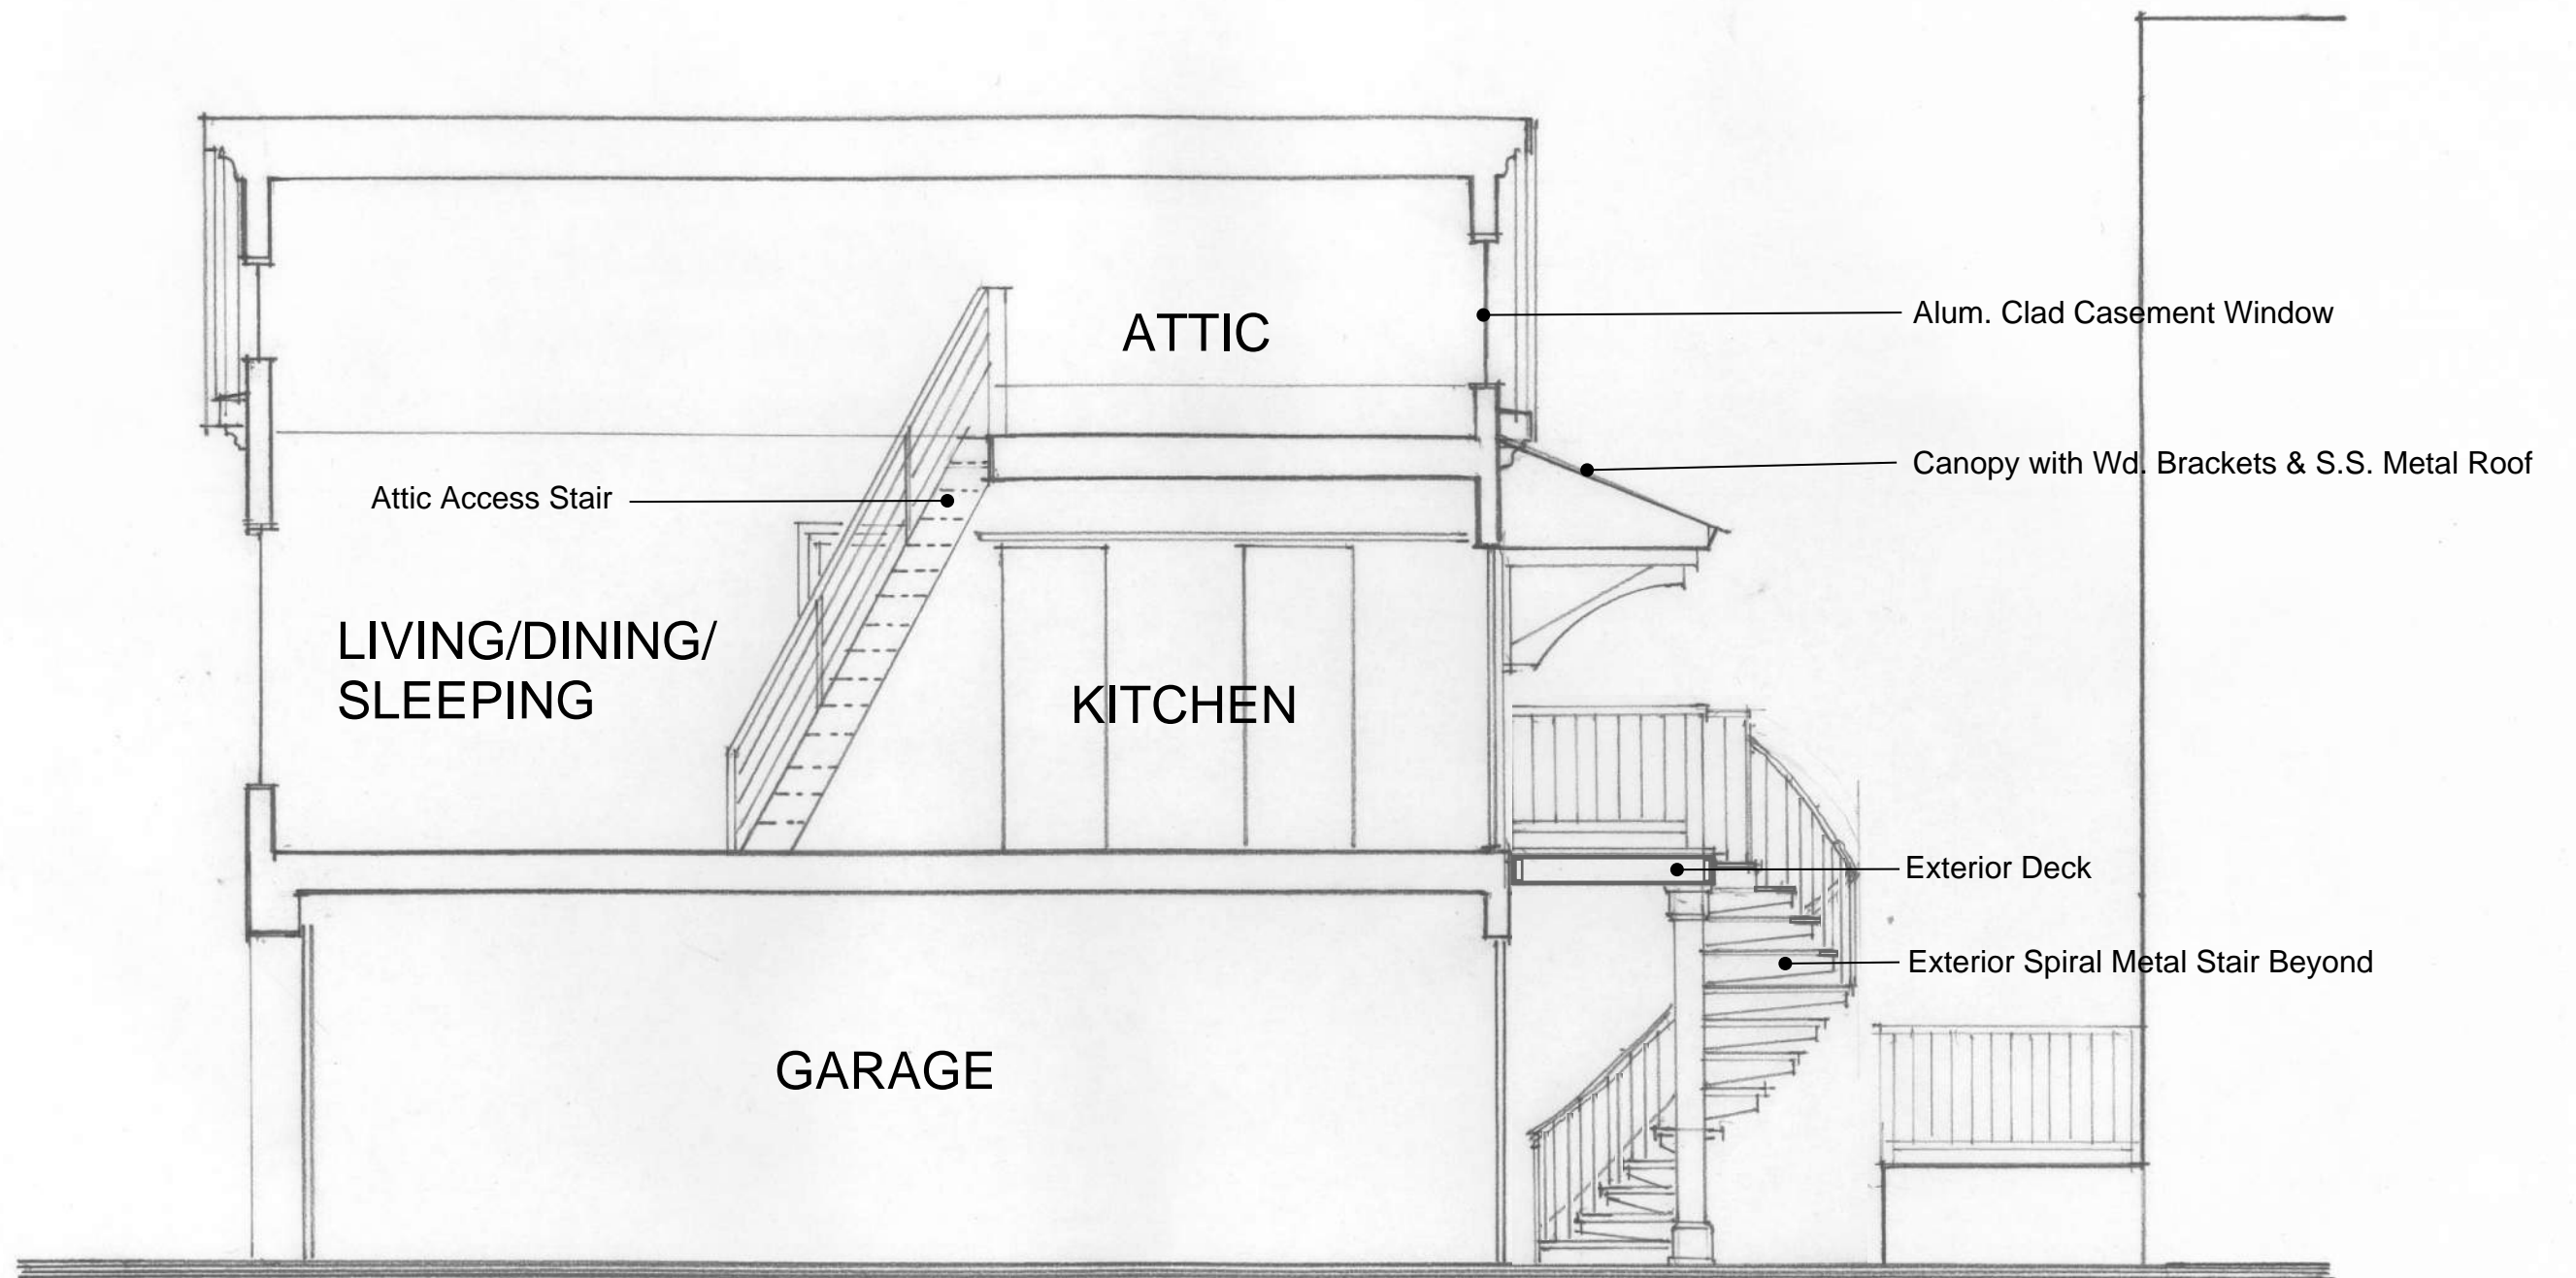 ATTIC
Alum. Clad Casement Window
Canopy with Wd. Brackets & S.S. Metal Roof
Attic Access Stair
LIVING/DINING/
SLEEPING
KITCHEN
Exterior Deck
Exterior Spiral Metal Stair Beyond
GARAGE